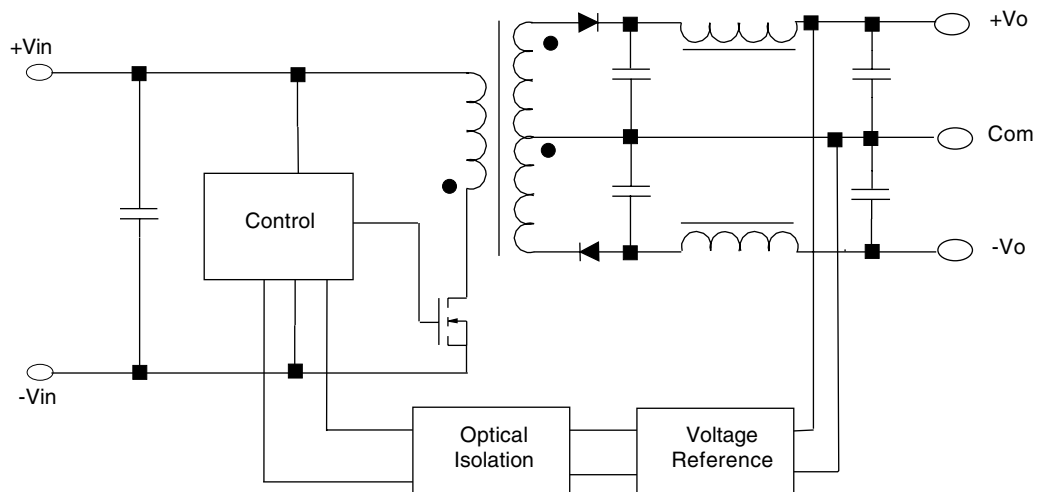 +Vo
+Vin
Com
Control
-Vo
-Vin
Optical
Isolation
Voltage
Reference